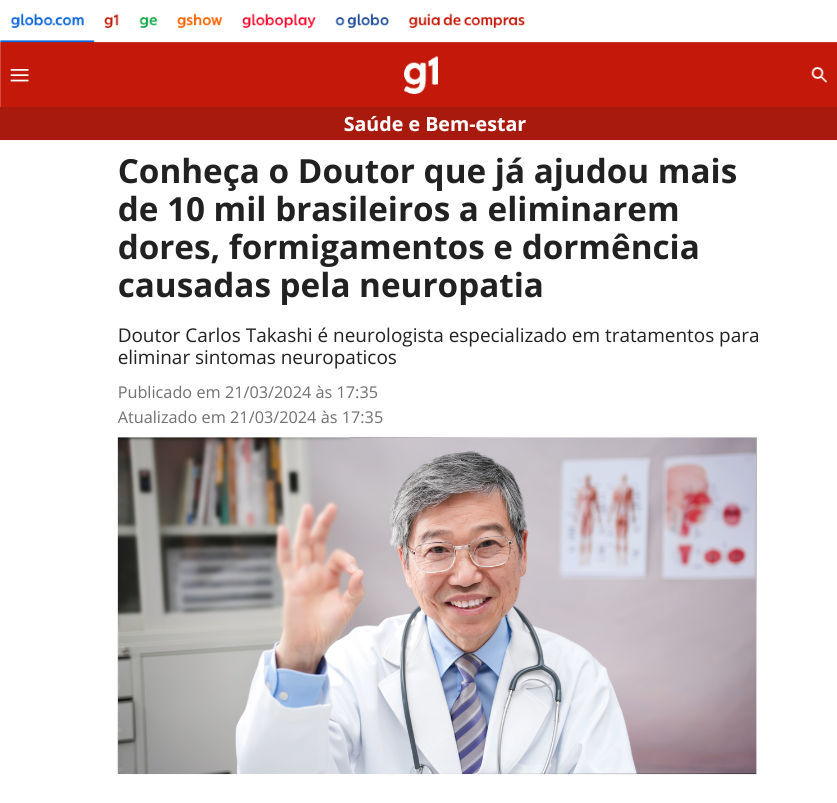 globo.com g1 ge gshow globoplay o globo guia de compras
g1
Saúde e Bem-estar
Conheça o Doutor que já ajudou mais
de 10 mil brasileiros a eliminarem
dores, formigamentos e dormência
causadas pela neuropatia
Doutor Carlos Takashi é neurologista especializado em tratamentos para
eliminar sintomas neuropaticos
Publicado em 21/03/2024 às 17:35
Atualizado em 21/03/2024 às 17:35